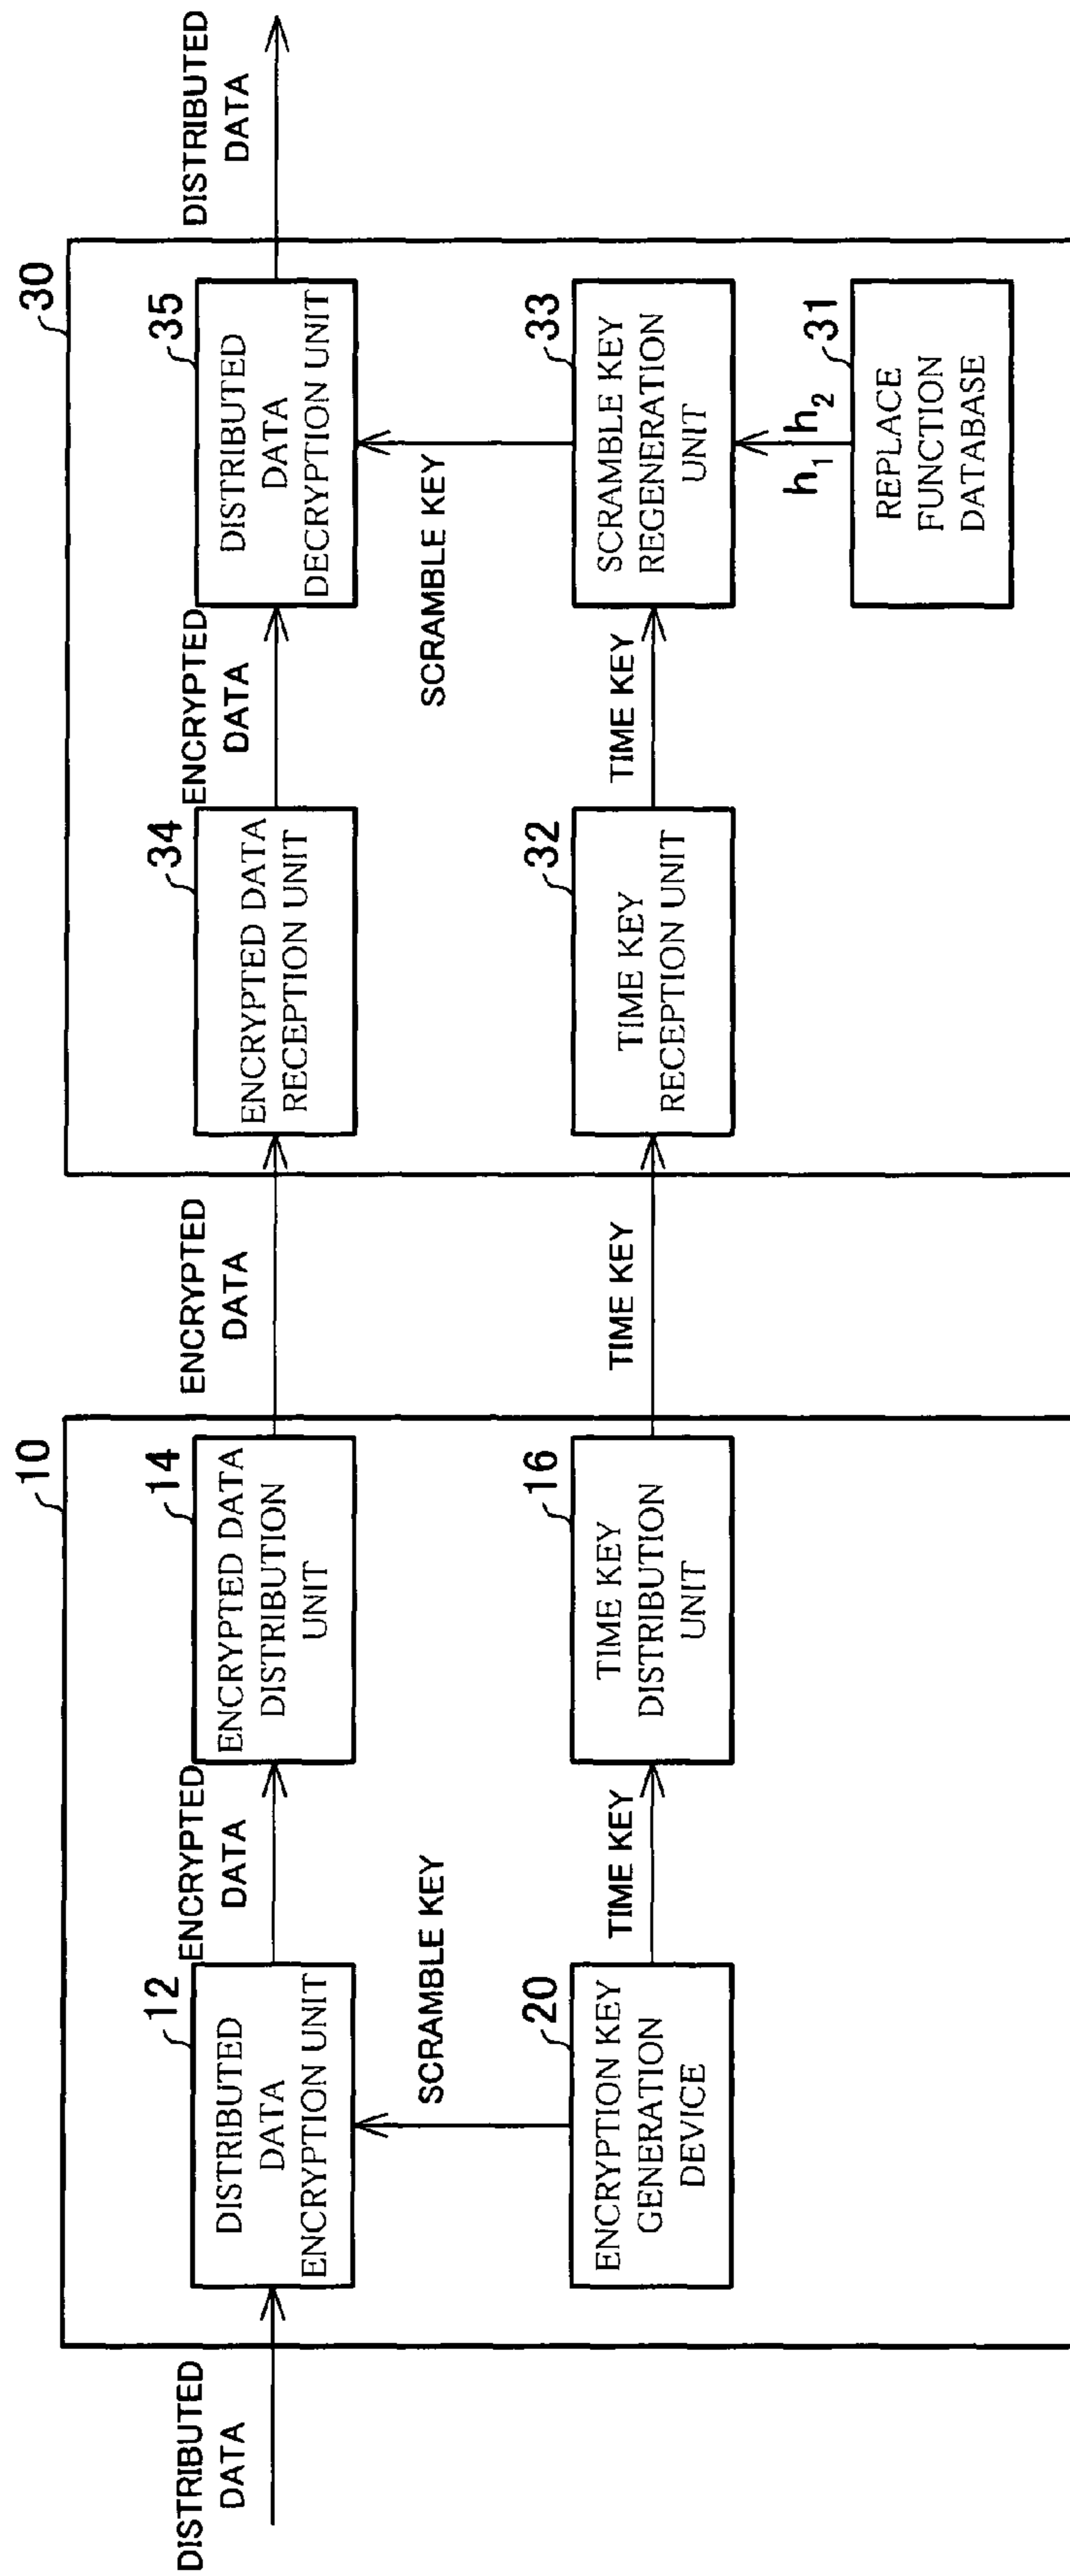 DISTRIBUTED
DATA
10
12
DISTRIBUTED
DATA
ENCRYPTION UNIT
ENCRYPTED
DATA
14
ENCRYPTED DATA
DISTRIBUTION
UNIT
SCRAMBLE KEY
20
ENCRYPTION KEY
GENERATION
DEVICE
TIME KEY
16
TIME KEY
DISTRIBUTION
UNIT
ENCRYPTED
DATA
TIME KEY
30
34
ENCRYPTED DATA
RECEPTION UNIT
ENCRYPTED
DATA
35
DISTRIBUTED
DATA
DECRYPTION UNIT
DISTRIBUTED
DATA
SCRAMBLE KEY
32
TIME KEY
RECEPTION UNIT
TIME KEY
33
SCRAMBLE KEY
REGENERATION
UNIT
h₁ h₂
31
REPLACE
FUNCTION
DATABASE